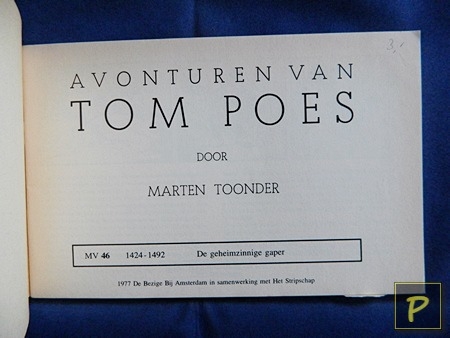 3,-
AVONTUREN VAN
TOM POES
DOOR
MARTEN TOONDER
MV 46 1424-1492 De geheimzinnige gaper
1977 De Bezige Bij Amsterdam in samenwerking met Het Stripschap
P